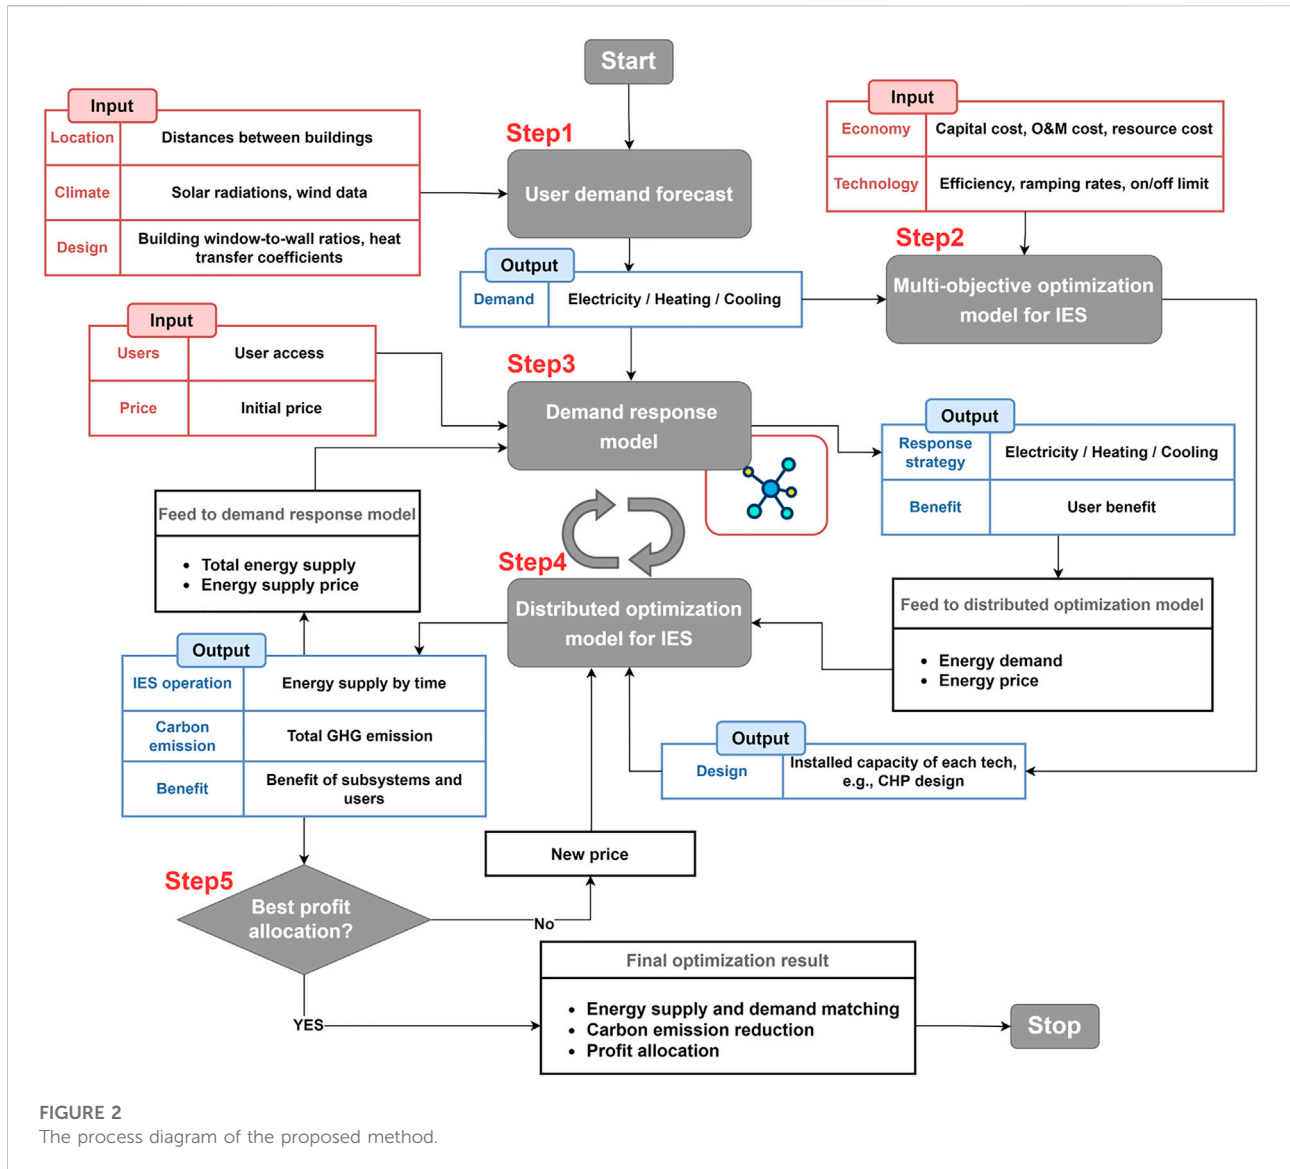 Start
Input
Location
Distances between buildings
Climate
Solar radiations, wind data
Design
Building window-to-wall ratios, heat
transfer coefficients
Step1
User demand forecast
Input
Economy
Capital cost, O&M cost, resource cost
Technology
Efficiency, ramping rates, on/off limit
Step2
Multi-objective optimization
model for IES
Output
Demand
Electricity / Heating / Cooling
Input
Users
User access
Price
Initial price
Step3
Demand response
model
Output
Response
strategy
Electricity / Heating / Cooling
Benefit
User benefit
Feed to demand response model
• Total energy supply
• Energy supply price
Step4
Distributed optimization
model for IES
Feed to distributed optimization model
• Energy demand
• Energy price
Output
IES operation
Energy supply by time
Carbon
emission
Total GHG emission
Benefit
Benefit of subsystems and
users
Output
Design
Installed capacity of each tech,
e.g., CHP design
New price
Step5
Best profit
allocation?
No
YES
Final optimization result
• Energy supply and demand matching
• Carbon emission reduction
• Profit allocation
Stop
FIGURE 2
The process diagram of the proposed method.